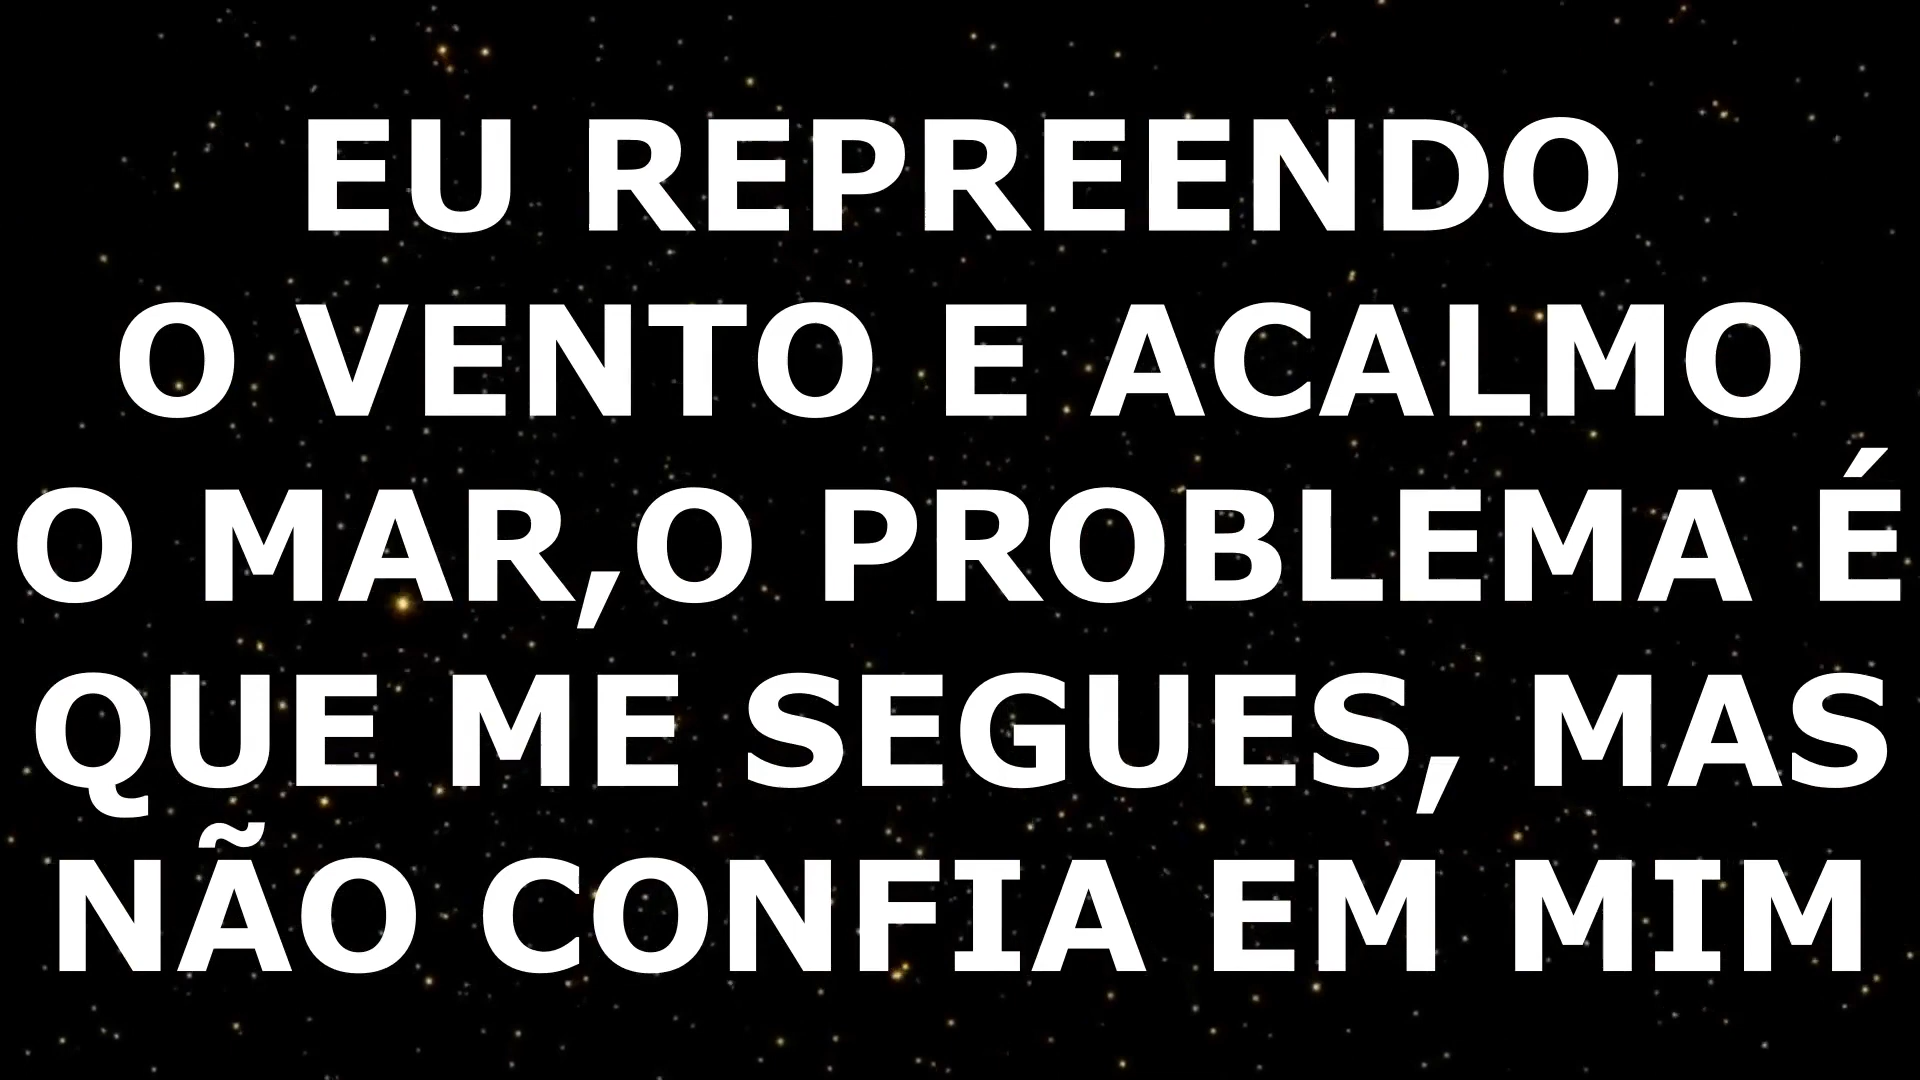 EU REPREENDO
O VENTO E ACALMO
O MAR,O PROBLEMA É
QUE ME SEGUES, MAS
NÃO CONFIA EM MIM